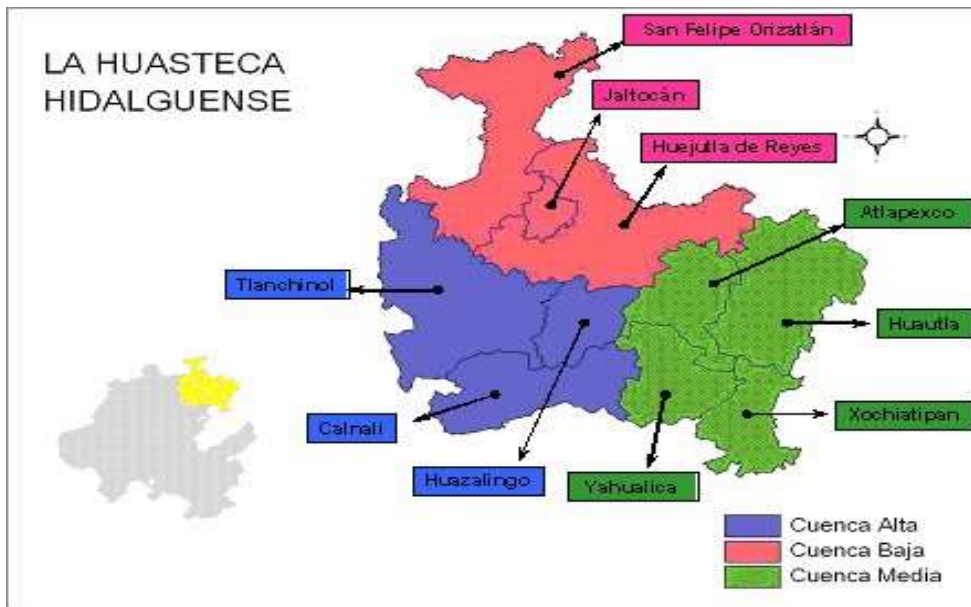 LA HUASTECA
HIDALGUENSE
San Felipe Orizatlán
Jaltocán
Huejutla de Reyes
Atlapexco
Tlanchinol
Huautla
Calnali
Xochiatipan
Huazalingo
Yahualica
Cuenca Alta
Cuenca Baja
Cuenca Media